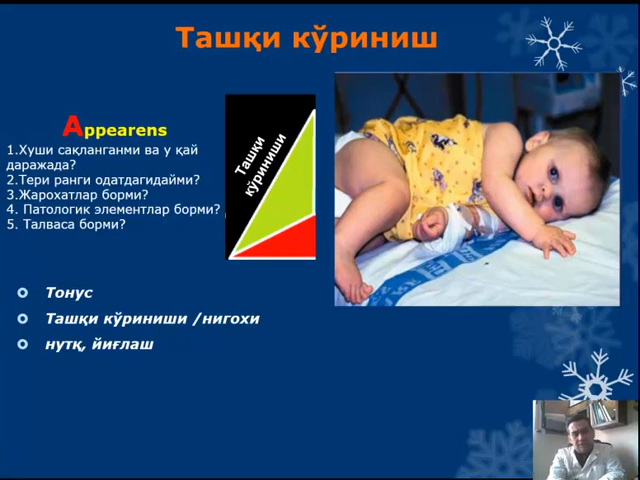 Ташқи кўриниш
Appearens
1.Хуши сақланганми ва у қай
даражада?
2.Тери ранги одатдагидайми?
3.Жарохатлар борми?
4. Патологик элементлар борми?
5. Талваса борми?
Ташқи
кўриниши
Тонус
Ташқи кўриниши /нигохи
нутқ, йиғлаш